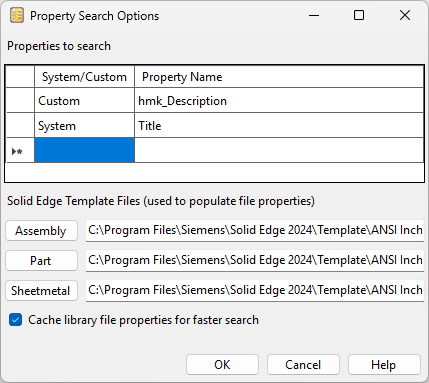 Property Search Options
Properties to search
System/Custom Property Name
Custom hmk_Description
System Title
Solid Edge Template Files (used to populate file properties)
Assembly C:\Program Files\Siemens\Solid Edge 2024\Template\ANSI Inch
Part C:\Program Files\Siemens\Solid Edge 2024\Template\ANSI Inch
Sheetmetal C:\Program Files\Siemens\Solid Edge 2024\Template\ANSI Inch
Cache library file properties for faster search
OK Cancel Help